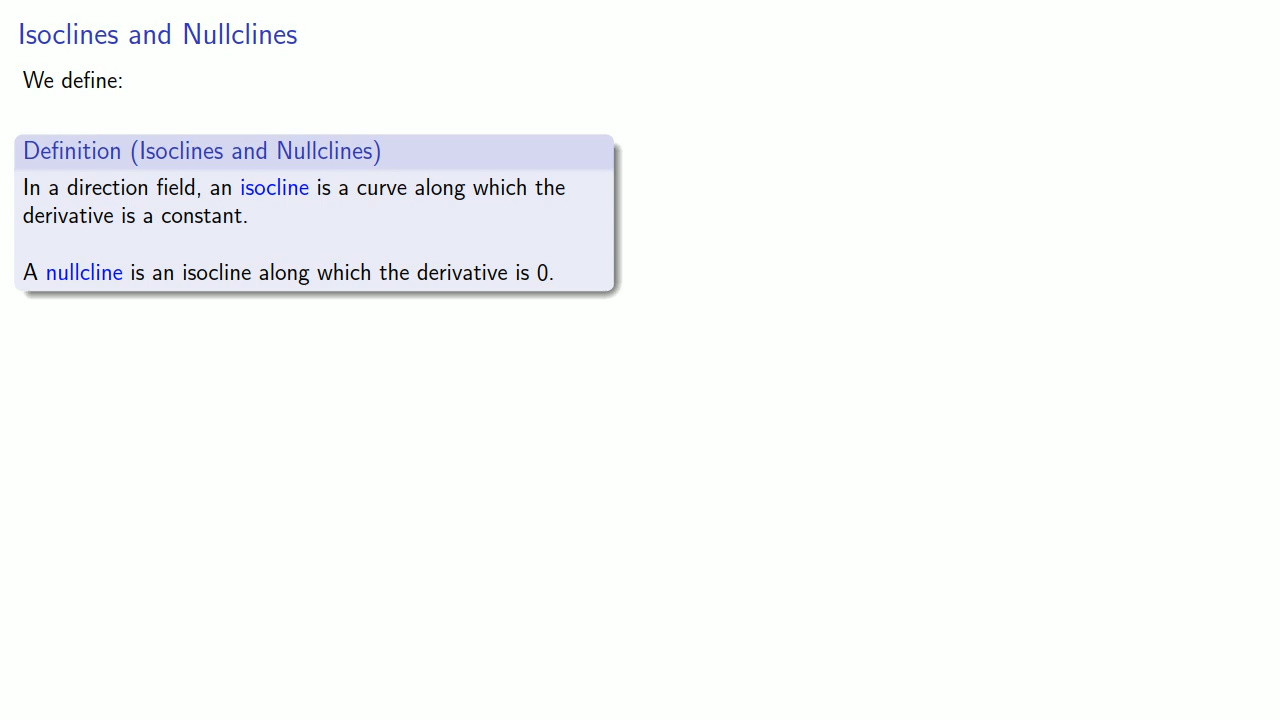 Isoclines and Nullclines
We define:
Definition (Isoclines and Nullclines)
In a direction field, an isocline is a curve along which the
derivative is a constant.
A nullcline is an isocline along which the derivative is 0.